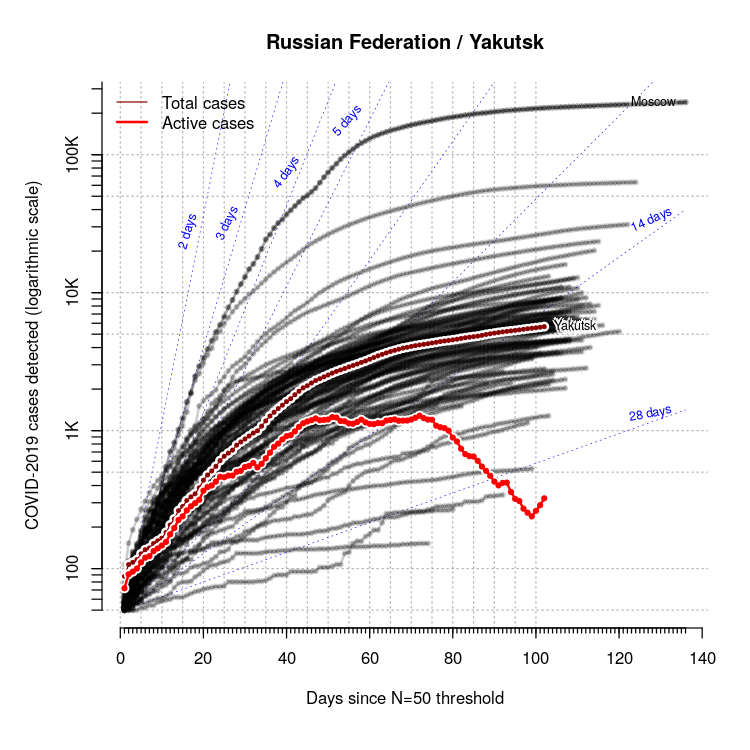 Russian Federation / Yakutsk
Total cases
Active cases
Moscow
Yakutsk
2 days
3 days
4 days
5 days
14 days
28 days
100K
10K
1K
100
COVID-2019 cases detected (logarithmic scale)
0 20 40 60 80 100 120 140
Days since N=50 threshold